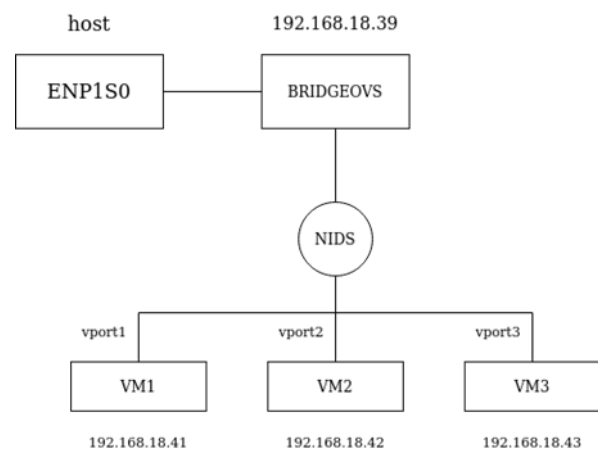 host
192.168.18.39
ENP1S0
BRIDGEOVS
NIDS
vport1
vport2
vport3
VM1
VM2
VM3
192.168.18.41
192.168.18.42
192.168.18.43